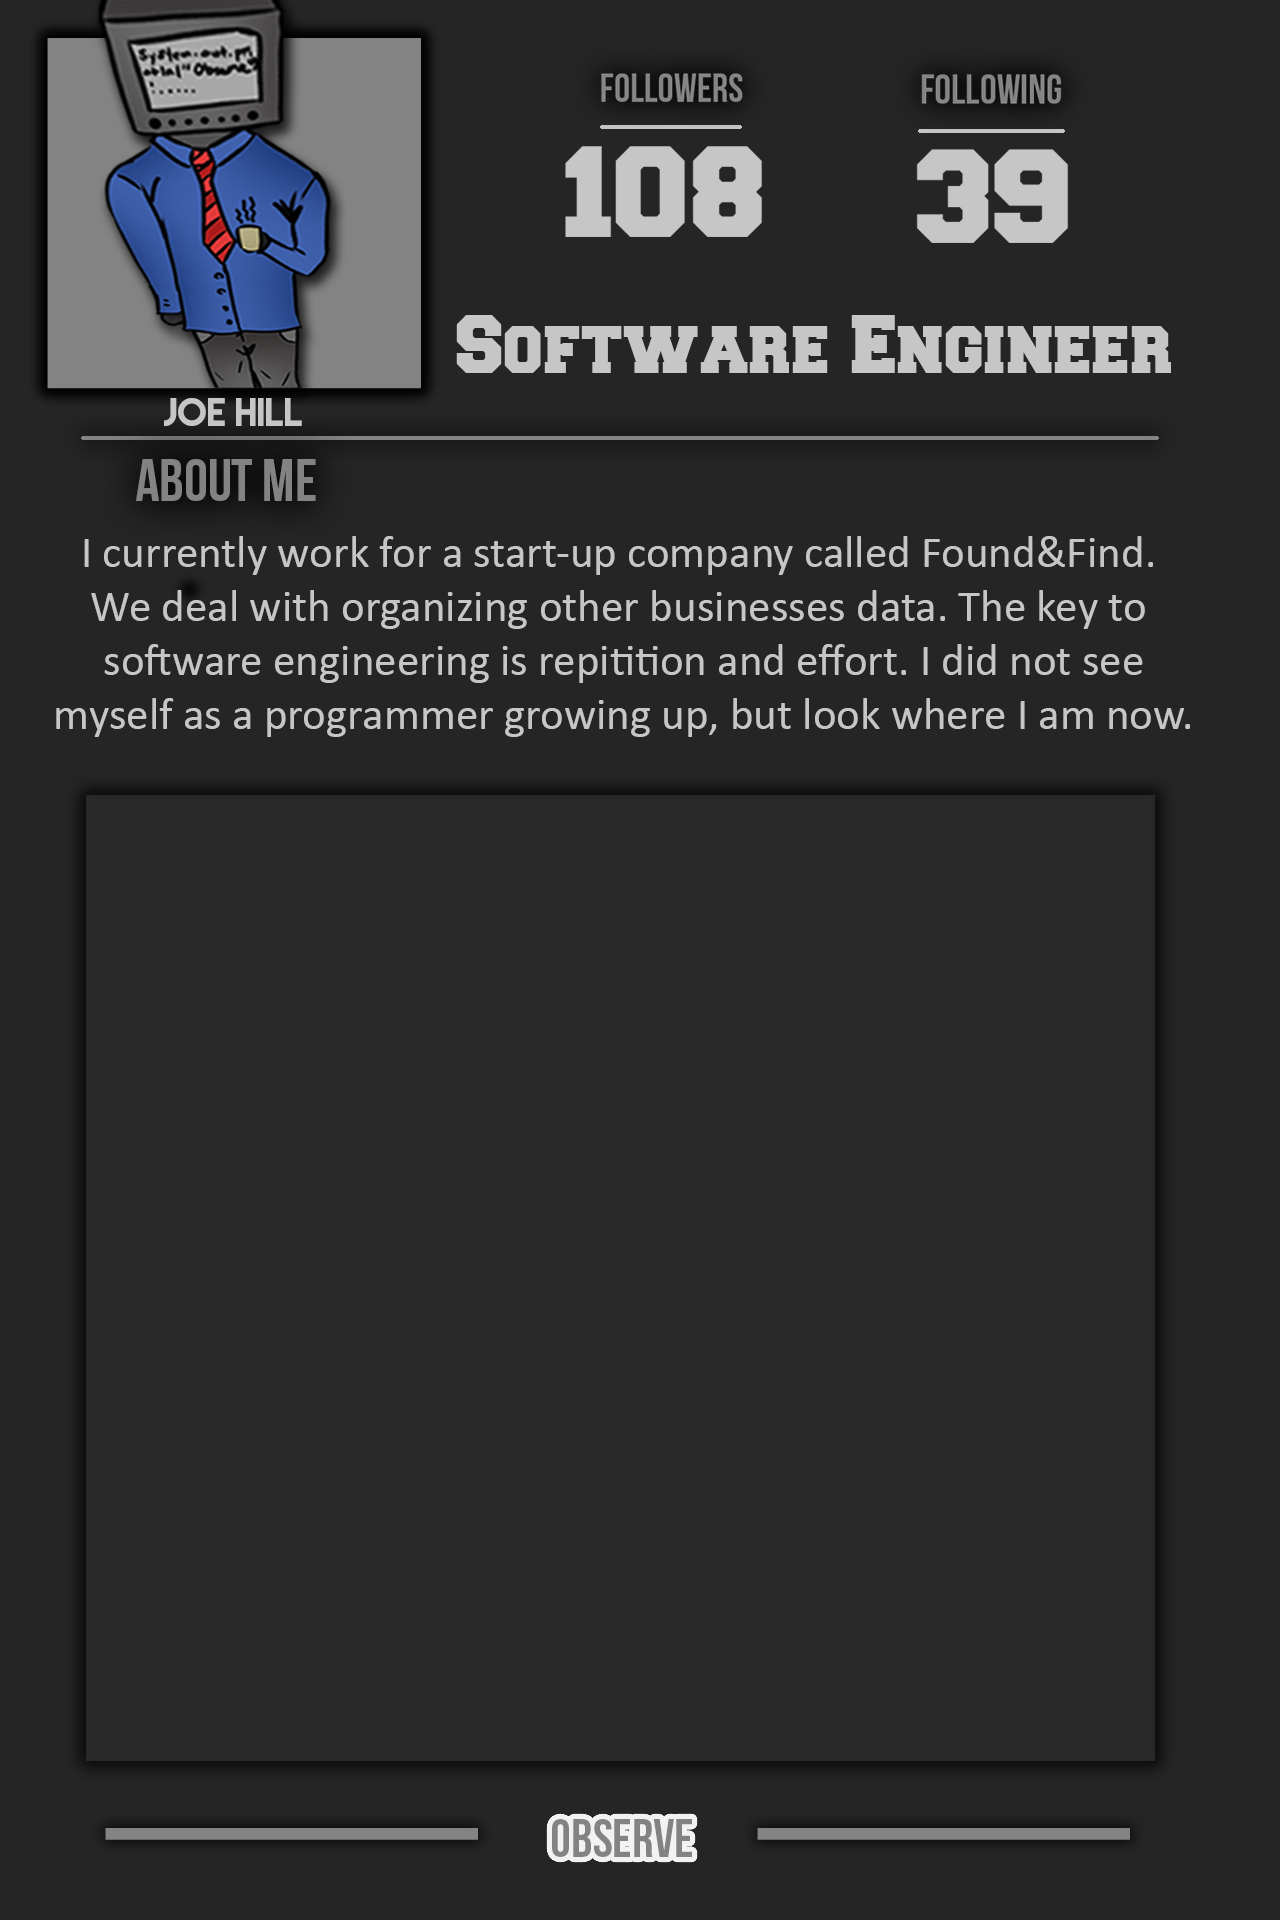 System.out.pri
ntln("Observe"
FOLLOWERS
FOLLOWING
108
39
SOFTWARE ENGINEER
JOE HILL
ABOUT ME
I currently work for a start-up company called Found&Find.
We deal with organizing other businesses data. The key to
software engineering is repitition and effort. I did not see
myself as a programmer growing up, but look where I am now.
OBSERVE